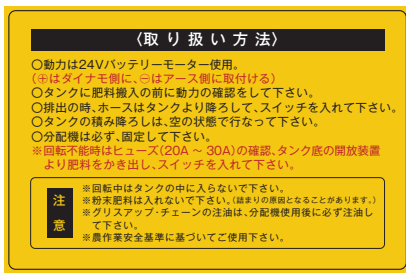 〈取り扱い方法〉
○動力は24Vバッテリーモーター使用。
(⊕はダイナモ側に、⊖はアース側に取付ける)
○タンクに肥料搬入の前に動力の確認をして下さい。
○排出の時、ホースはタンクより降ろして、スイッチを入れて下さい。
○タンクの積み降ろしは、空の状態で行なって下さい。
○分配機は必ず、固定して下さい。
※回転不能時はヒューズ(20A ～ 30A)の確認、タンク底の開放装置
より肥料をかき出し、スイッチを入れて下さい。
注意
※回転中はタンクの中に入らないで下さい。
※粉末肥料は入れないで下さい。(詰まりの原因となることがあります。)
※グリスアップ・チェーンの注油は、分配機使用後に必ず注油し
て下さい。
※農作業安全基準に基づいてご使用下さい。